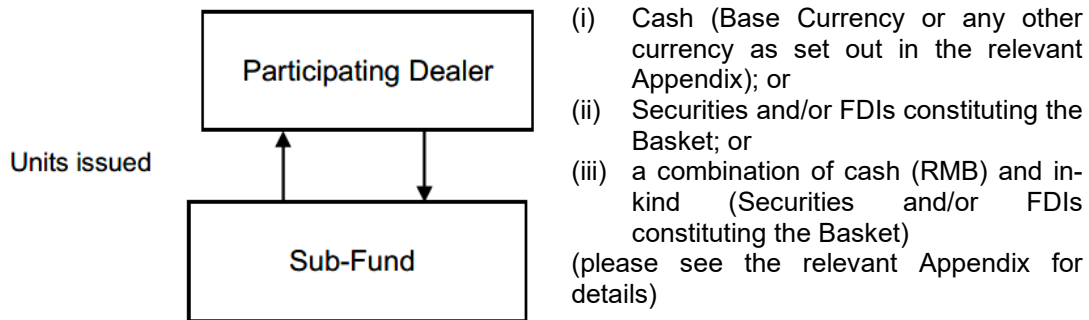 Participating Dealer
Units issued
Sub-Fund
(i) Cash (Base Currency or any other
currency as set out in the relevant
Appendix); or
(ii) Securities and/or FDIs constituting the
Basket; or
(iii) a combination of cash (RMB) and in-
kind (Securities and/or FDIs
constituting the Basket)
(please see the relevant Appendix for
details)